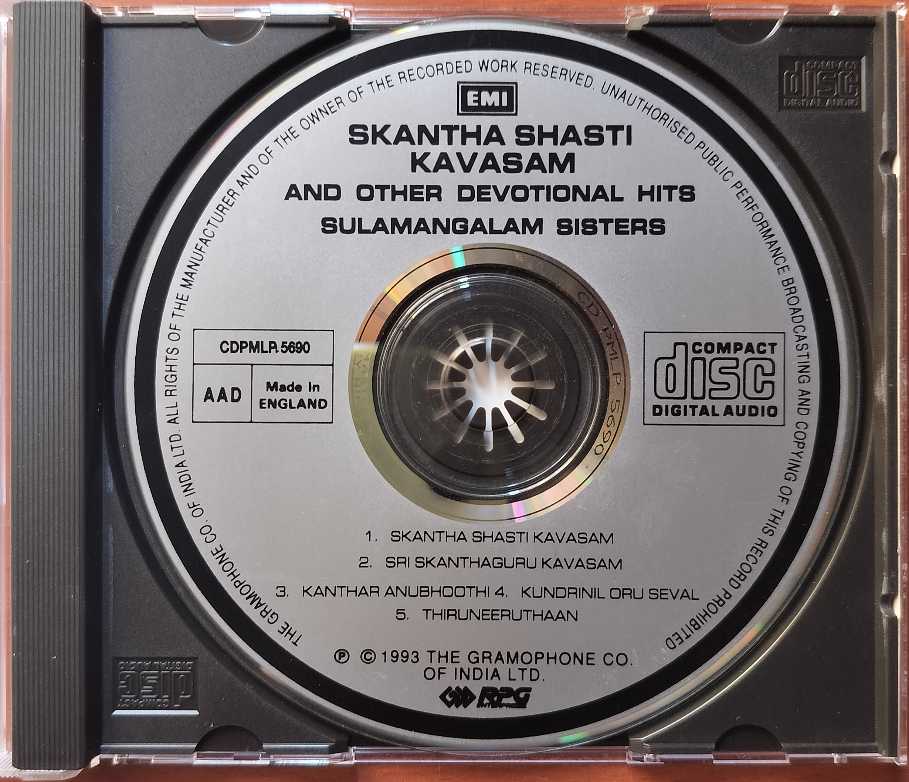 THE GRAMOPHONE CO. OF INDIA LTD. ALL RIGHTS OF THE MANUFACTURER AND OF THE OWNER OF THE RECORDED WORK RESERVED. UNAUTHORISED PUBLIC PERFORMANCE BROADCASTING AND COPYING OF THIS RECORD PROHIBITED
EMI
SKANTHA SHASTI
KAVASAM
AND OTHER DEVOTIONAL HITS
SULAMANGALAM SISTERS
CDPMLP.5690
AAD
Made in
ENGLAND
CD PMLP 5690
COMPACT
disc
DIGITAL AUDIO
1. SKANTHA SHASTI KAVASAM
2. SRI SKANTHAGURU KAVASAM
3. KANTHAR ANUBHOOTHI 4. KUNDRINIL ORU SEVAL
5. THIRUNEERUTHAAN
℗ © 1993 THE GRAMOPHONE CO.
OF INDIA LTD.
RPG
COMPACT
disc
DIGITAL AUDIO
COMPACT
disc
DIGITAL AUDIO